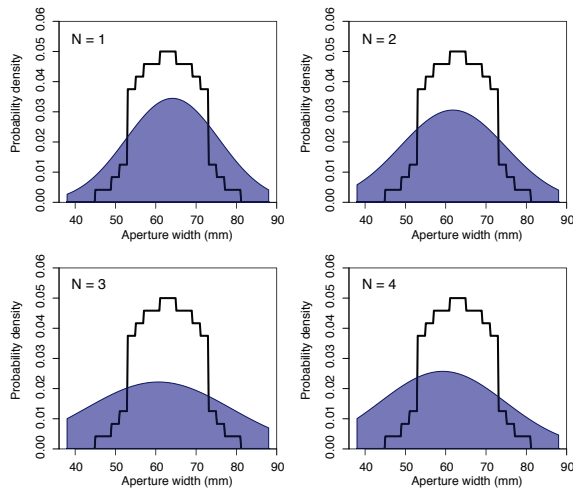 N = 1
Probability density
0.00 0.01 0.02 0.03 0.04 0.05 0.06
40 50 60 70 80 90
Aperture width (mm)
N = 2
Probability density
0.00 0.01 0.02 0.03 0.04 0.05 0.06
40 50 60 70 80 90
Aperture width (mm)
N = 3
Probability density
0.00 0.01 0.02 0.03 0.04 0.05 0.06
40 50 60 70 80 90
Aperture width (mm)
N = 4
Probability density
0.00 0.01 0.02 0.03 0.04 0.05 0.06
40 50 60 70 80 90
Aperture width (mm)